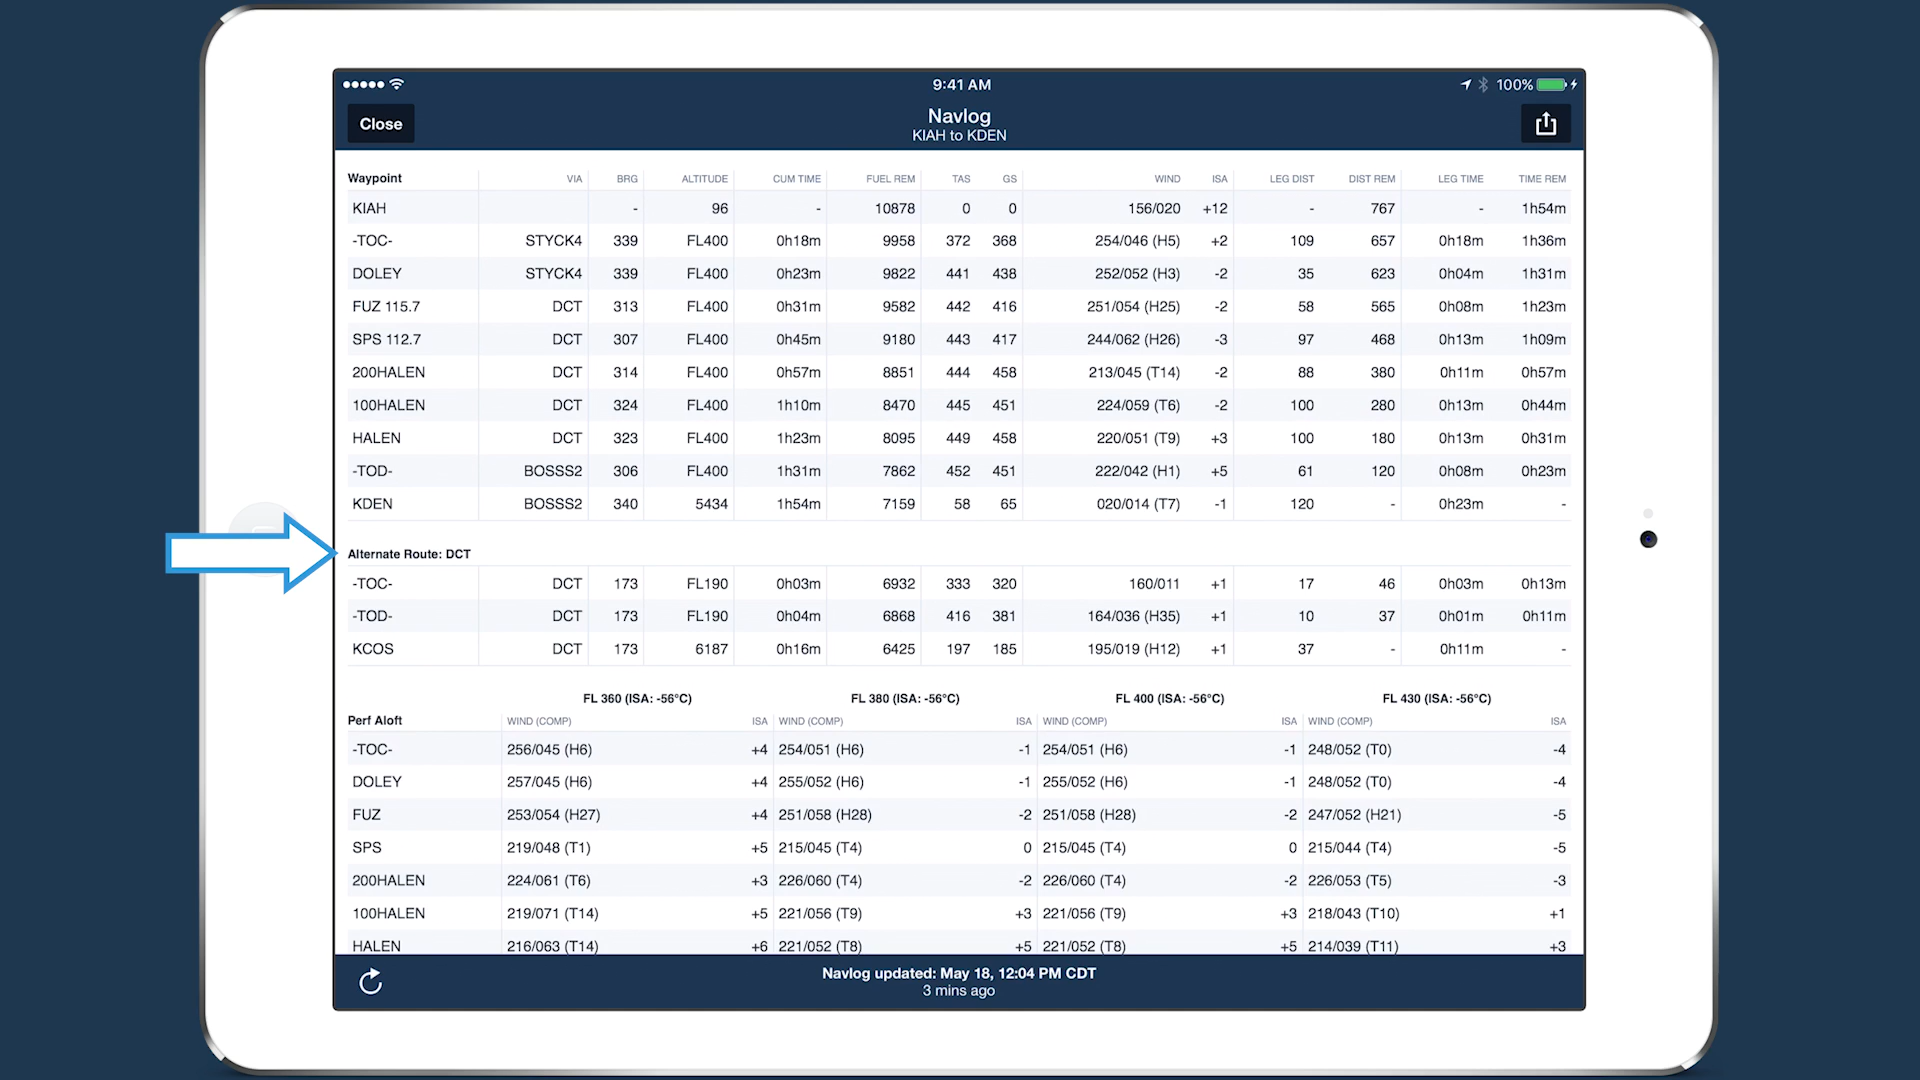 9:41 AM
100%
Close
Navlog
KIAH to KDEN
Waypoint VIA BRG ALTITUDE CUM TIME FUEL REM TAS GS WIND ISA LEG DIST DIST REM LEG TIME TIME REM
KIAH - 96 - 10878 0 0 156/020 +12 - 767 - 1h54m
-TOC- STYCK4 339 FL400 0h18m 9958 372 368 254/046 (H5) +2 109 657 0h18m 1h36m
DOLEY STYCK4 339 FL400 0h23m 9822 441 438 252/052 (H3) -2 35 623 0h04m 1h31m
FUZ 115.7 DCT 313 FL400 0h31m 9582 442 416 251/054 (H25) -2 58 565 0h08m 1h23m
SPS 112.7 DCT 307 FL400 0h45m 9180 443 417 244/062 (H26) -3 97 468 0h13m 1h09m
200HALEN DCT 314 FL400 0h57m 8851 444 458 213/045 (T14) -2 88 380 0h11m 0h57m
100HALEN DCT 324 FL400 1h10m 8470 445 451 224/059 (T6) -2 100 280 0h13m 0h44m
HALEN DCT 323 FL400 1h23m 8095 449 458 220/051 (T9) +3 100 180 0h13m 0h31m
-TOD- BOSSS2 306 FL400 1h31m 7862 452 451 222/042 (H1) +5 61 120 0h08m 0h23m
KDEN BOSSS2 340 5434 1h54m 7159 58 65 020/014 (T7) -1 120 - 0h23m -
Alternate Route: DCT
-TOC- DCT 173 FL190 0h03m 6932 333 320 160/011 +1 17 46 0h03m 0h13m
-TOD- DCT 173 FL190 0h04m 6868 416 381 164/036 (H35) +1 10 37 0h01m 0h11m
KCOS DCT 173 6187 0h16m 6425 197 185 195/019 (H12) +1 37 - 0h11m -
FL 360 (ISA: -56°C) FL 380 (ISA: -56°C) FL 400 (ISA: -56°C) FL 430 (ISA: -56°C)
Perf Aloft WIND (COMP) ISA WIND (COMP) ISA WIND (COMP) ISA WIND (COMP) ISA
-TOC- 256/045 (H6) +4 254/051 (H6) -1 254/051 (H6) -1 248/052 (T0) -4
DOLEY 257/045 (H6) +4 255/052 (H6) -1 255/052 (H6) -1 248/052 (T0) -4
FUZ 253/054 (H27) +4 251/058 (H28) -2 251/058 (H28) -2 247/052 (H21) -5
SPS 219/048 (T1) +5 215/045 (T4) 0 215/045 (T4) 0 215/044 (T4) -5
200HALEN 224/061 (T6) +3 226/060 (T4) -2 226/060 (T4) -2 226/053 (T5) -3
100HALEN 219/071 (T14) +5 221/056 (T9) +3 221/056 (T9) +3 218/043 (T10) +1
HALEN 216/063 (T14) +6 221/052 (T8) +5 221/052 (T8) +5 214/039 (T11) +3
Navlog updated: May 18, 12:04 PM CDT
3 mins ago